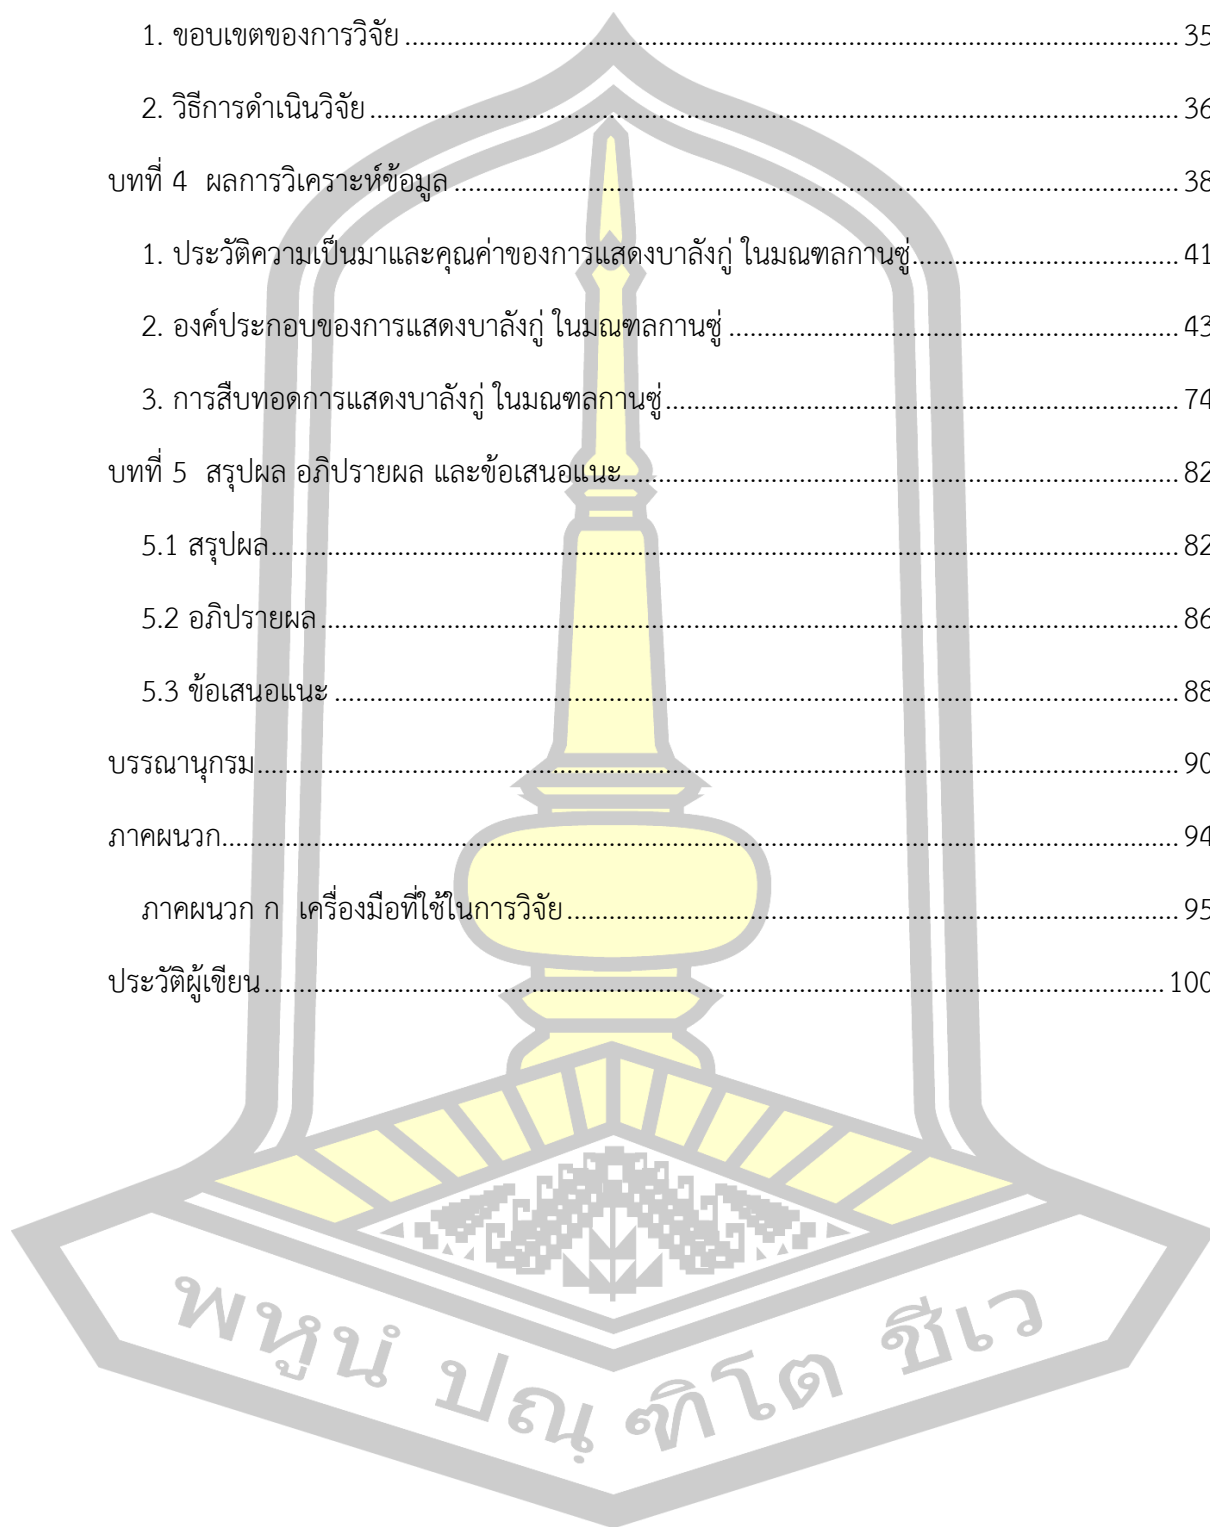 1. ขอบเขตของการวิจัย ........................................................................................................ 35
2. วิธีการดำเนินวิจัย ............................................................................................................. 36
บทที่ 4 ผลการวิเคราะห์ข้อมูล ................................................................................................. 38
1. ประวัติความเป็นมาและคุณค่าของการแสดงบาลังกู่ ในมณฑลกานซู่ ..................................... 41
2. องค์ประกอบของการแสดงบาลังกู่ ในมณฑลกานซู่ ............................................................. 43
3. การสืบทอดการแสดงบาลังกู่ ในมณฑลกานซู่ ...................................................................... 74
บทที่ 5 สรุปผล อภิปรายผล และข้อเสนอแนะ ........................................................................... 82
5.1 สรุปผล ........................................................................................................................... 82
5.2 อภิปรายผล .................................................................................................................... 86
5.3 ข้อเสนอแนะ .................................................................................................................. 88
บรรณานุกรม ......................................................................................................................... 90
ภาคผนวก .............................................................................................................................. 94
ภาคผนวก ก เครื่องมือที่ใช้ในการวิจัย .................................................................................. 95
ประวัติผู้เขียน ....................................................................................................................... 100
พหูนํ ปณฺ ฑิโต ชีเว